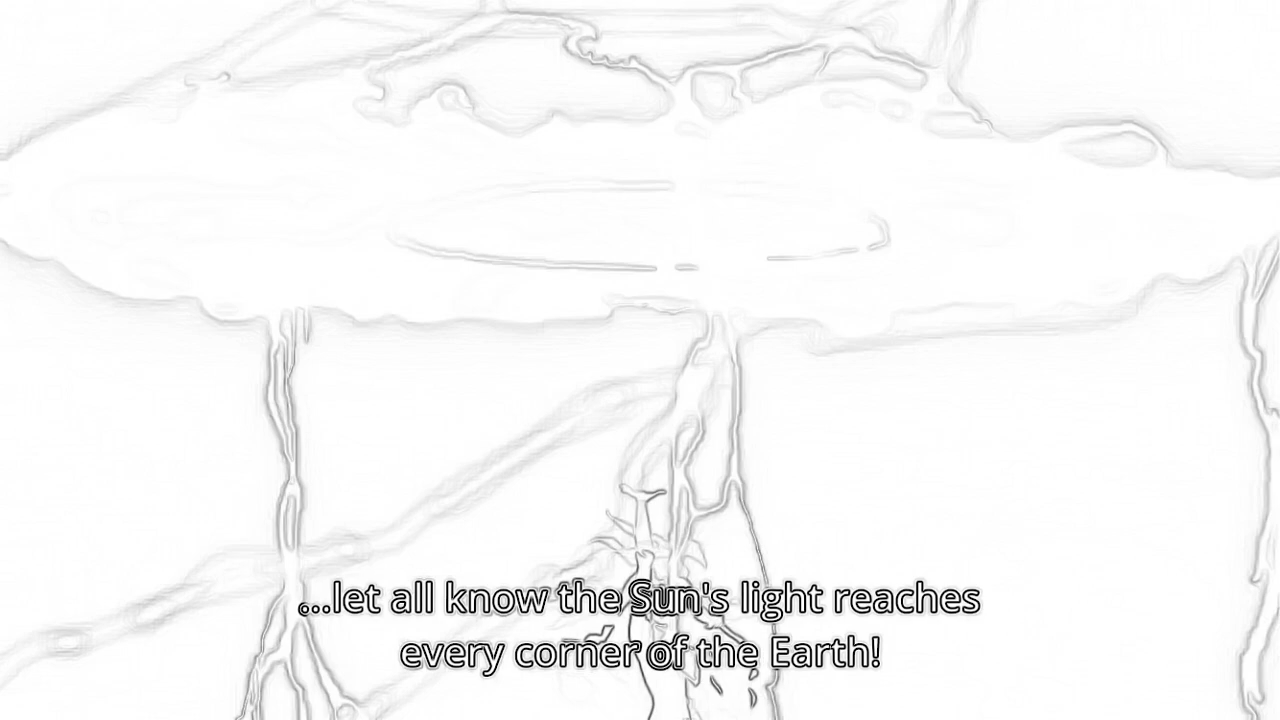 ...let all know the Sun's light reaches
every corner of the Earth!